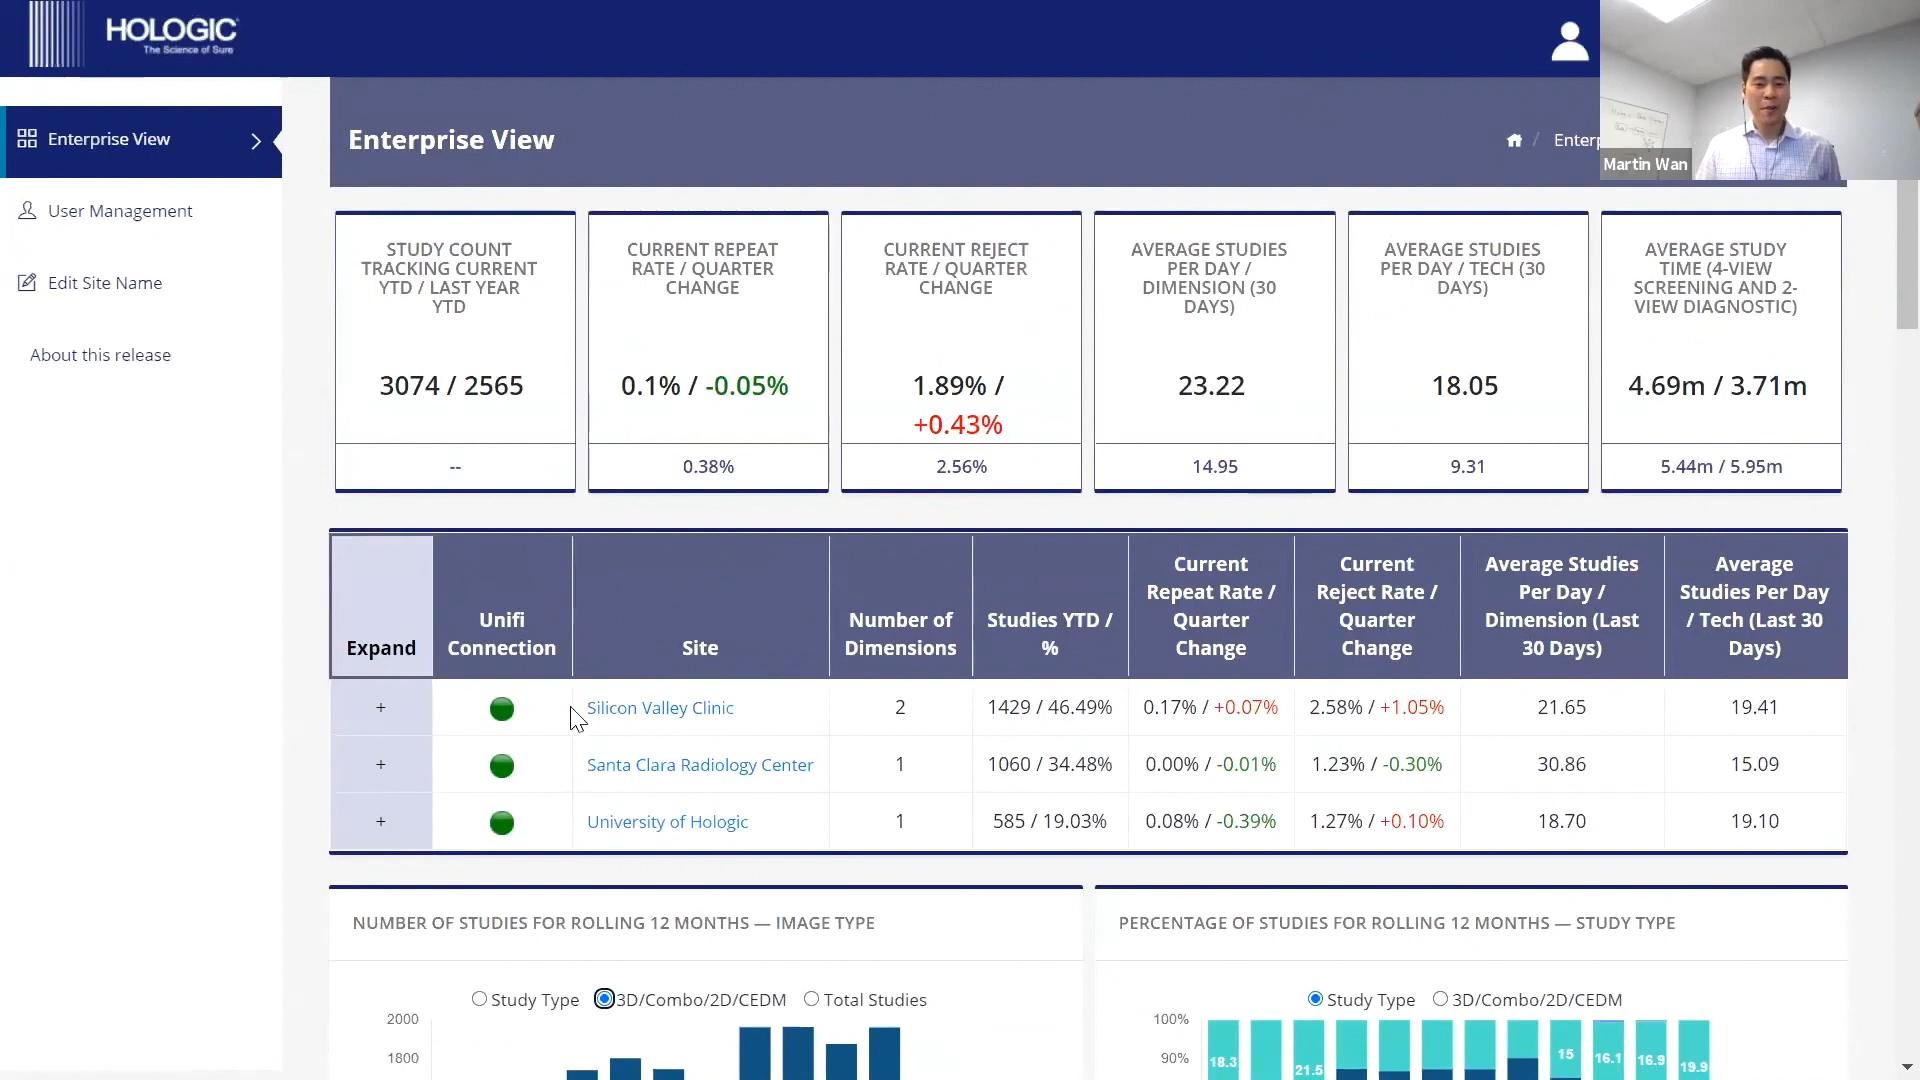 HOLOGIC
The Science of Sure
Enterprise View
User Management
Edit Site Name
About this release
Enterprise View
Martin Wan
STUDY COUNT
TRACKING CURRENT
YTD / LAST YEAR
YTD
3074 / 2565
--
CURRENT REPEAT
RATE / QUARTER
CHANGE
0.1% / -0.05%
0.38%
CURRENT REJECT
RATE / QUARTER
CHANGE
1.89% /
+0.43%
2.56%
AVERAGE STUDIES
PER DAY /
DIMENSION (30
DAYS)
23.22
14.95
AVERAGE STUDIES
PER DAY / TECH (30
DAYS)
18.05
9.31
AVERAGE STUDY
TIME (4-VIEW
SCREENING AND 2-
VIEW DIAGNOSTIC)
4.69m / 3.71m
5.44m / 5.95m
Expand
Unifi
Connection
Site
Number of
Dimensions
Studies YTD /
%
Current
Repeat Rate /
Quarter
Change
Current
Reject Rate /
Quarter
Change
Average Studies
Per Day /
Dimension (Last
30 Days)
Average
Studies Per Day
/ Tech (Last 30
Days)
+ Silicon Valley Clinic 2 1429 / 46.49% 0.17% / +0.07% 2.58% / +1.05% 21.65 19.41
+ Santa Clara Radiology Center 1 1060 / 34.48% 0.00% / -0.01% 1.23% / -0.30% 30.86 15.09
+ University of Hologic 1 585 / 19.03% 0.08% / -0.39% 1.27% / +0.10% 18.70 19.10
NUMBER OF STUDIES FOR ROLLING 12 MONTHS — IMAGE TYPE
Study Type 3D/Combo/2D/CEDM Total Studies
2000
1800
PERCENTAGE OF STUDIES FOR ROLLING 12 MONTHS — STUDY TYPE
Study Type 3D/Combo/2D/CEDM
100%
90%
18.3 21.5 15 16.1 16.9 19.9